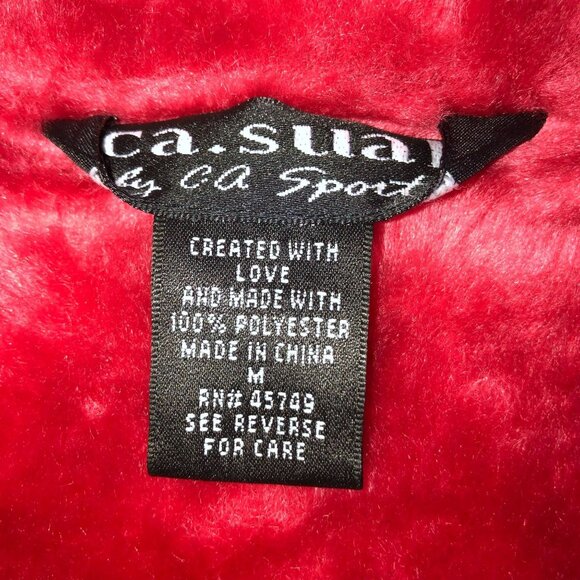 ca.sual
by CA Sport
CREATED WITH
LOVE
AND MADE WITH
100% POLYESTER
MADE IN CHINA
M
RN# 45749
SEE REVERSE
FOR CARE